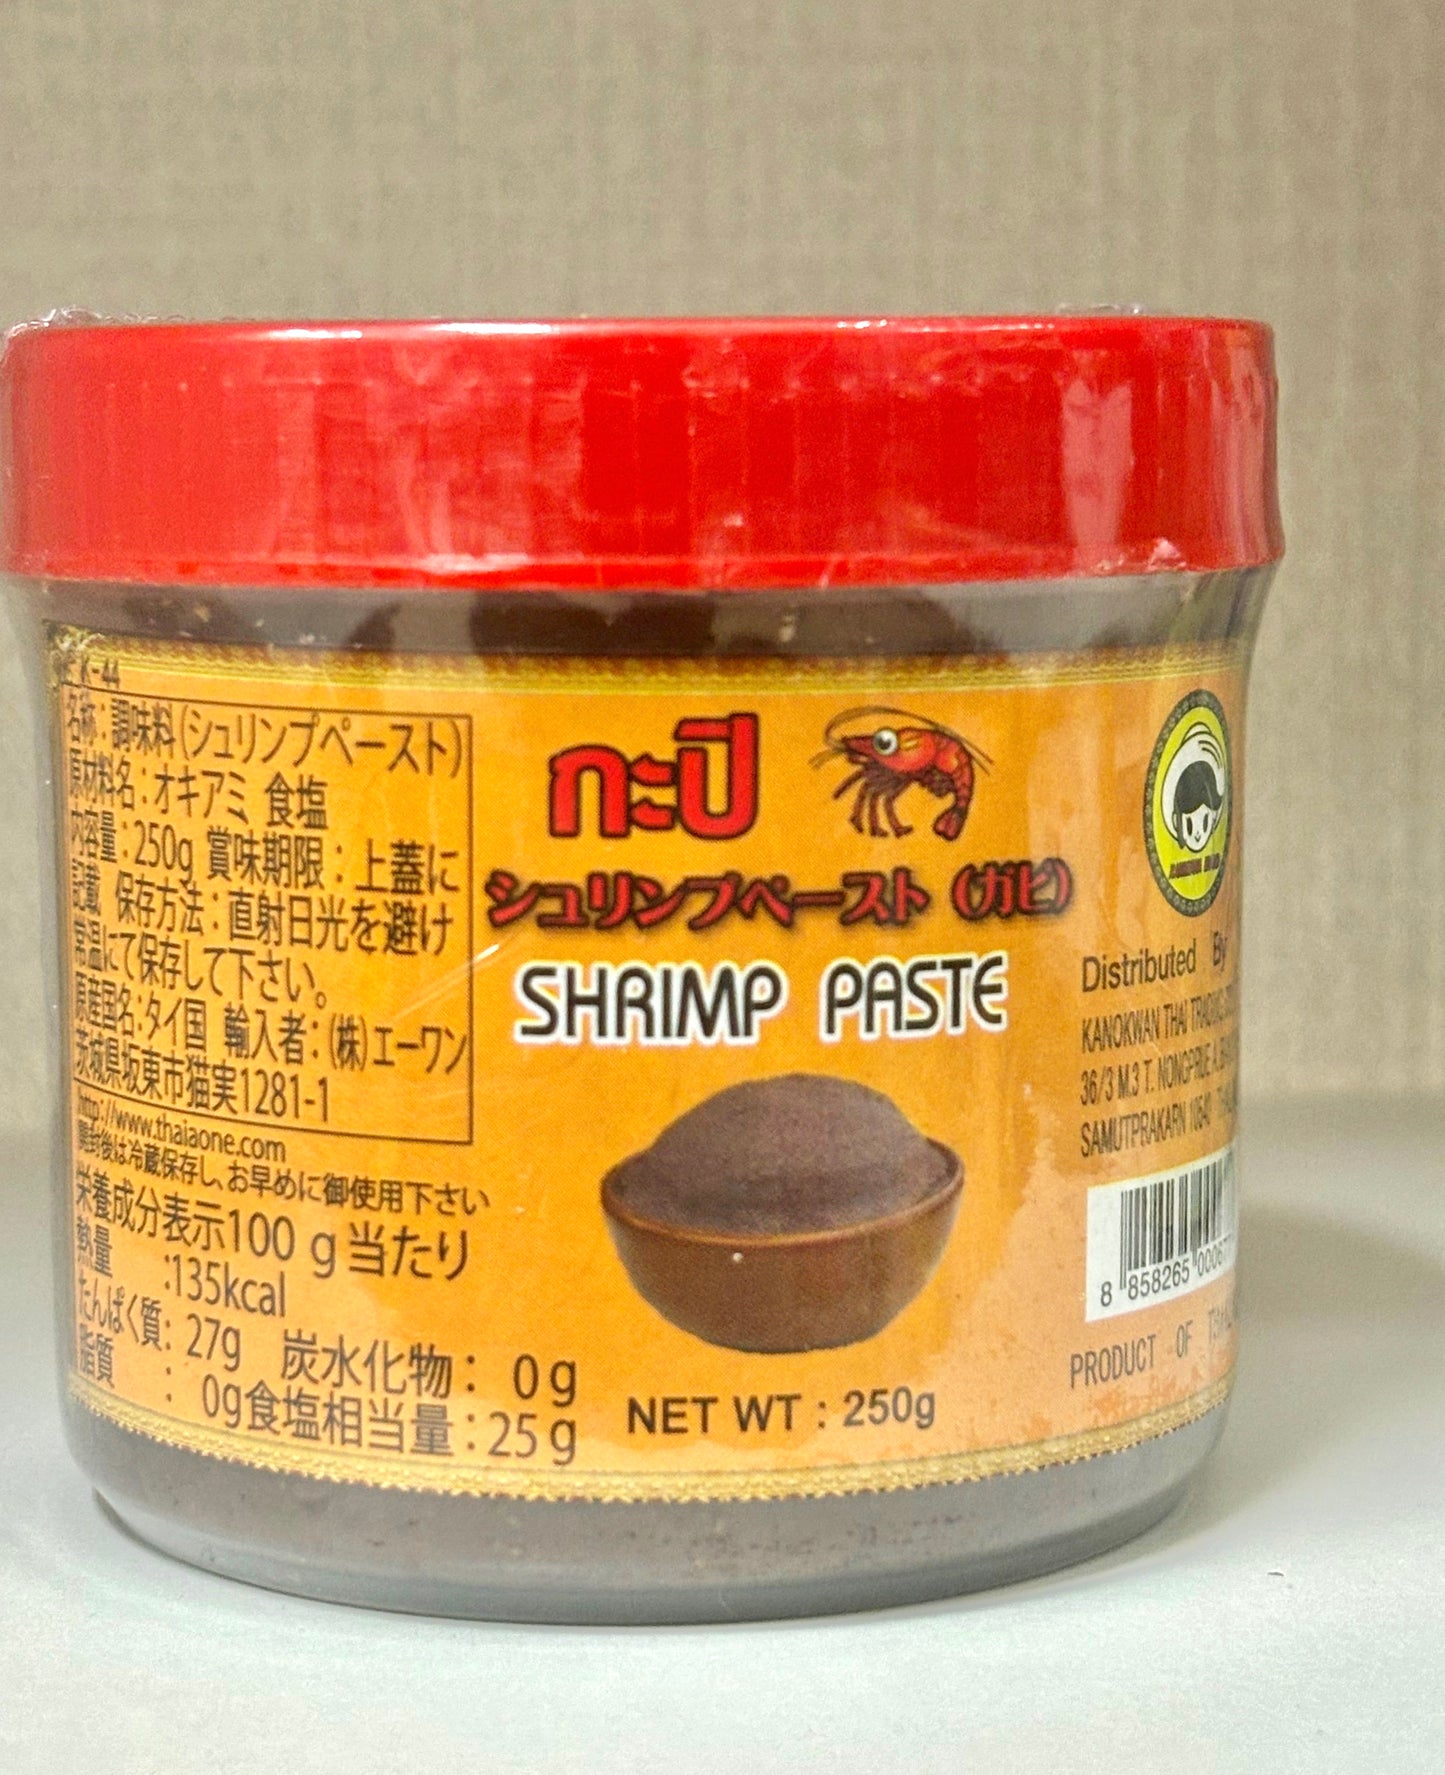 K-44
名称:調味料(シュリンプペースト)
原材料名:オキアミ 食塩
内容量:250g 賞味期限:上蓋に
記載 保存方法:直射日光を避け
常温にて保存して下さい。
原産国名:タイ国 輸入者:(株)エーワン
茨城県坂東市猫実1281-1
http://www.thaiaone.com
開封後は冷蔵保存し、お早めに御使用下さい
栄養成分表示100g当たり
熱量 :135kcal
たんぱく質: 27g 炭水化物: 0g
脂質 : 0g食塩相当量:25g
กะปิ
シュリンプペースト(ガピ)
SHRIMP PASTE
NET WT : 250g
Distributed By
KANOKWAN THAI TRADING
36/3 M.3 T. NONGPRUE A.
SAMUTPRAKARN 10540
8 858265
PRODUCT OF